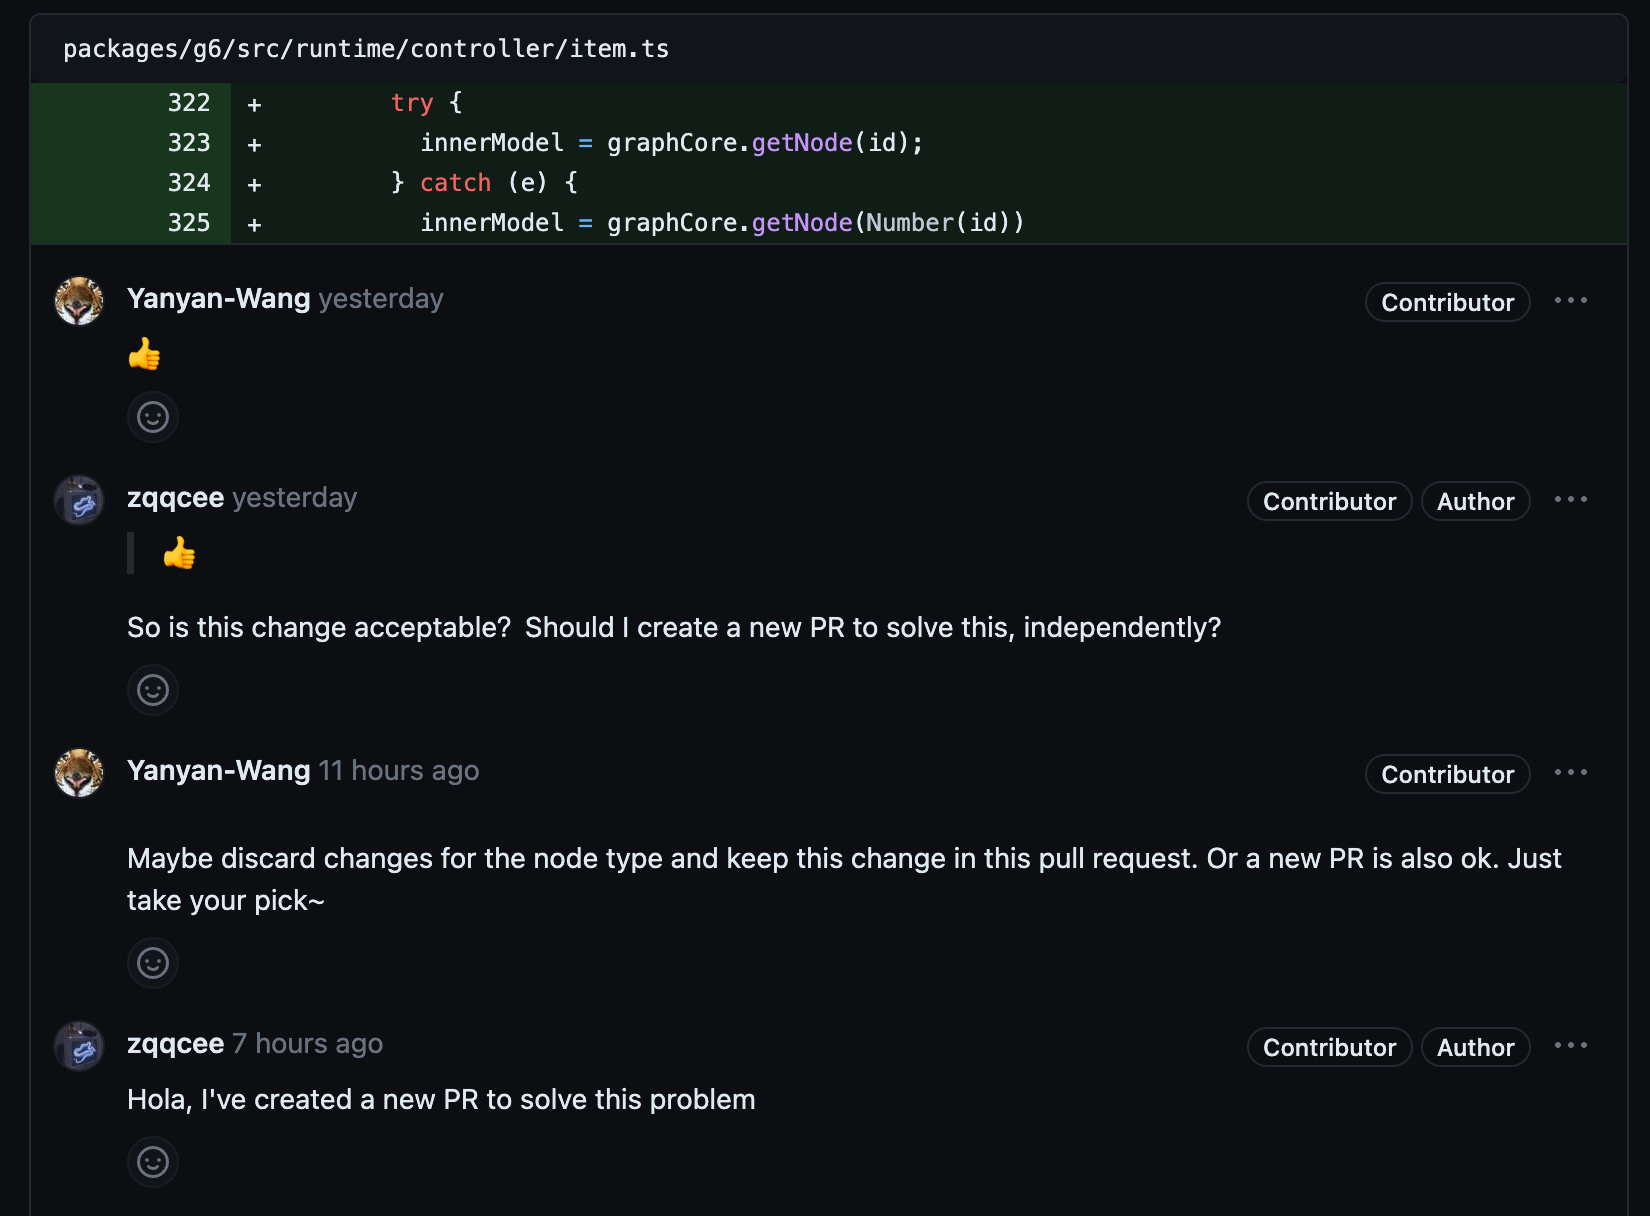 packages/g6/src/runtime/controller/item.ts
322 + try {
323 + innerModel = graphCore.getNode(id);
324 + } catch (e) {
325 + innerModel = graphCore.getNode(Number(id))
Yanyan-Wang yesterday Contributor ...
👍
zqqcee yesterday Contributor Author ...
👍
So is this change acceptable? Should I create a new PR to solve this, independently?
Yanyan-Wang 11 hours ago Contributor ...
Maybe discard changes for the node type and keep this change in this pull request. Or a new PR is also ok. Just
take your pick~
zqqcee 7 hours ago Contributor Author ...
Hola, I've created a new PR to solve this problem